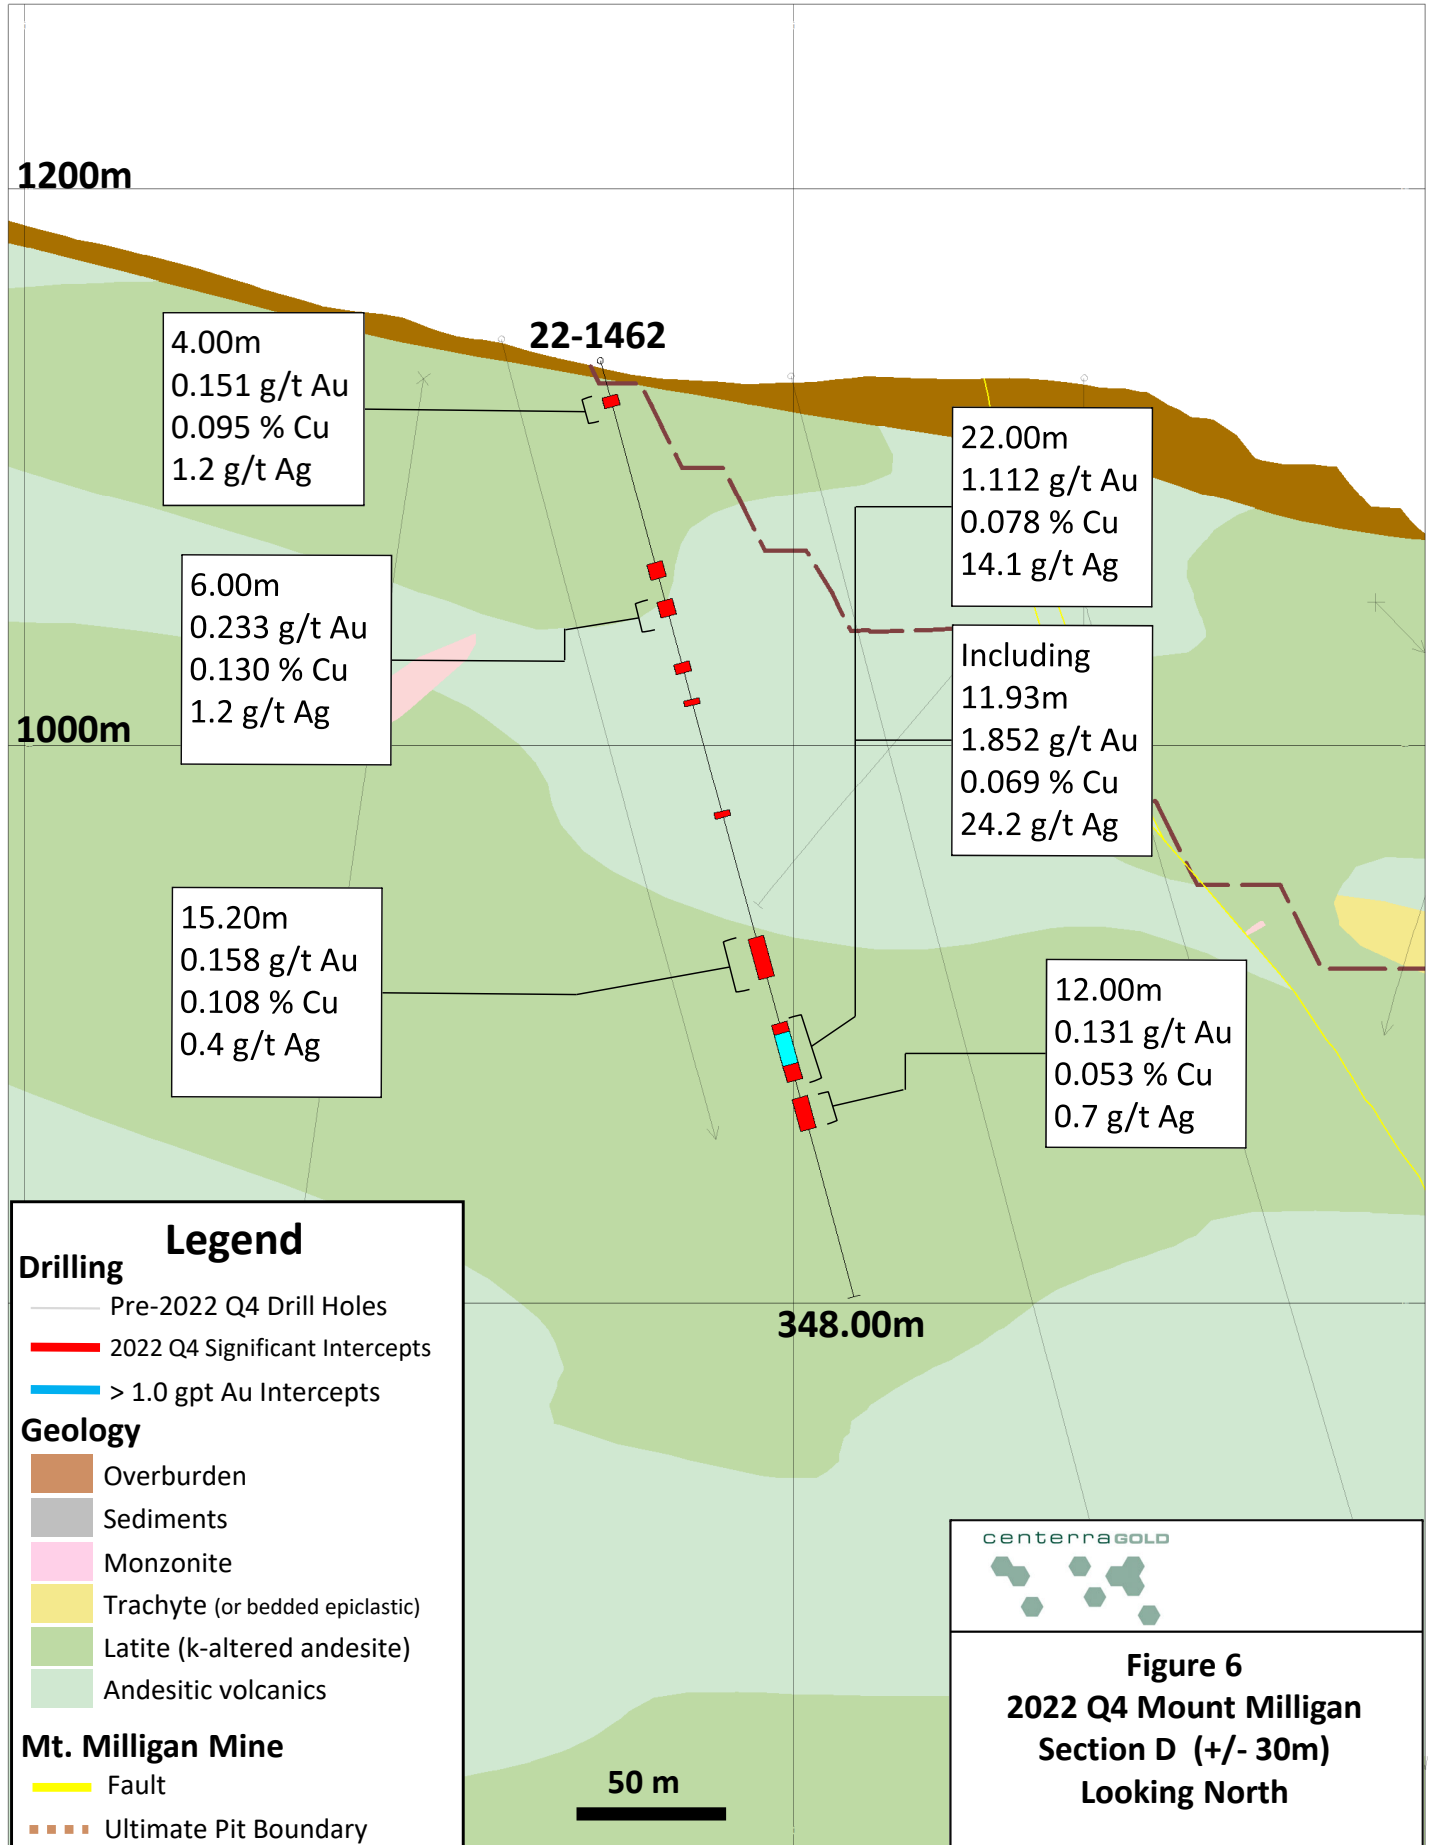 1200m
22-1462
4.00m
0.151 g/t Au
0.095 % Cu
1.2 g/t Ag
22.00m
1.112 g/t Au
0.078 % Cu
14.1 g/t Ag
6.00m
0.233 g/t Au
0.130 % Cu
1.2 g/t Ag
Including
11.93m
1.852 g/t Au
0.069 % Cu
24.2 g/t Ag
1000m
15.20m
0.158 g/t Au
0.108 % Cu
0.4 g/t Ag
12.00m
0.131 g/t Au
0.053 % Cu
0.7 g/t Ag
348.00m
Legend
Drilling
Pre-2022 Q4 Drill Holes
2022 Q4 Significant Intercepts
> 1.0 gpt Au Intercepts
Geology
Overburden
Sediments
Monzonite
Trachyte (or bedded epiclastic)
Latite (k-altered andesite)
Andesitic volcanics
Mt. Milligan Mine
Fault
Ultimate Pit Boundary
50 m
centerraGOLD
Figure 6
2022 Q4 Mount Milligan
Section D (+/- 30m)
Looking North